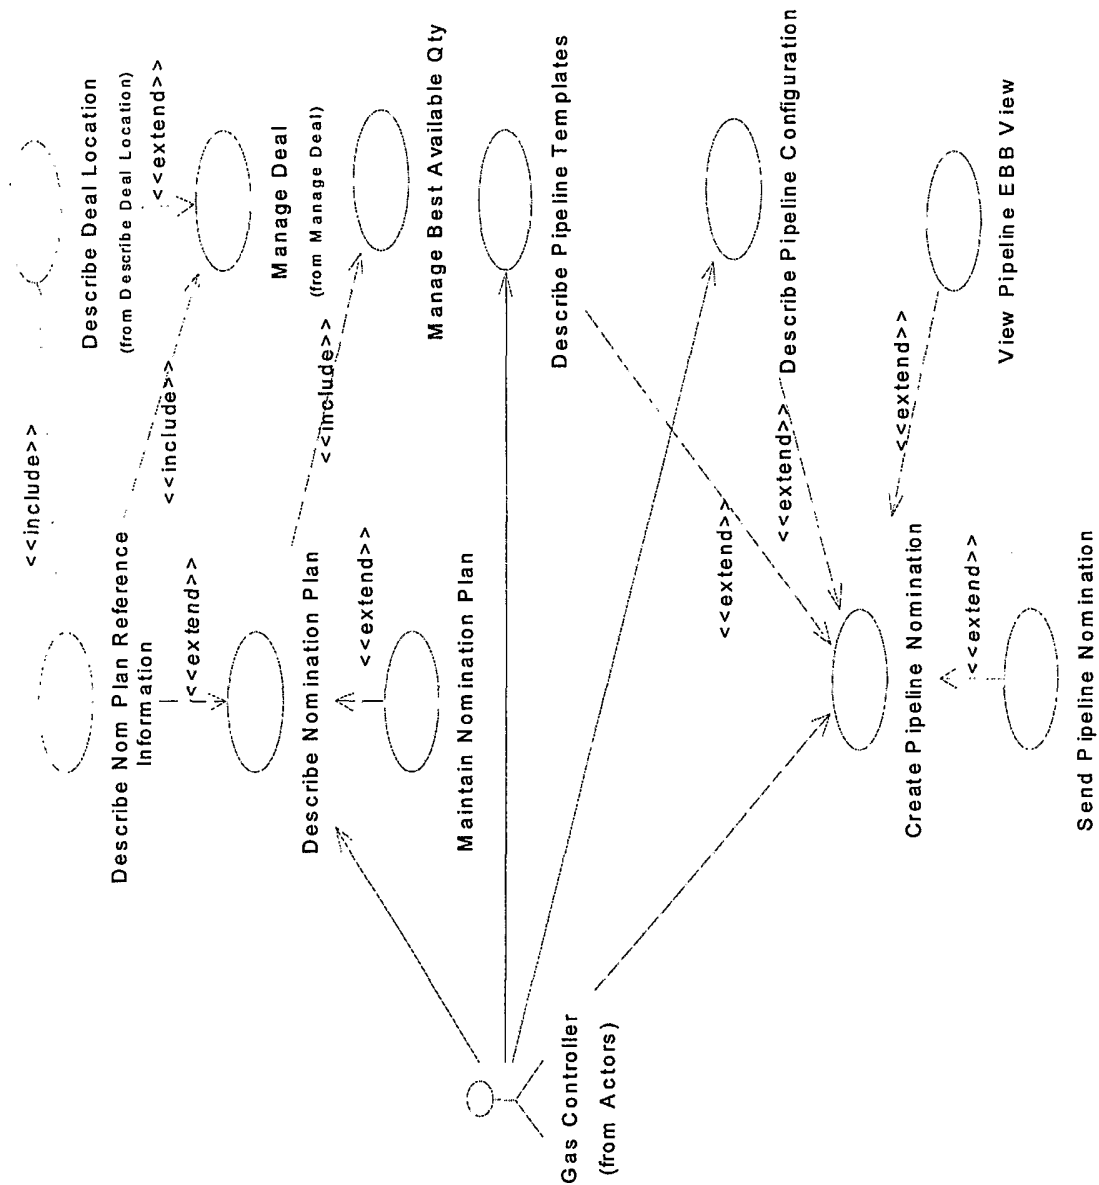 <<include>>
Describe Deal Location
(from Describe Deal Location)
<<extend>>
Describe Nom Plan Reference
Information
<<include>>
Manage Deal
(from Manage Deal)
<<extend>>
Describe Nomination Plan
<<include>>
Manage Best Available Qty
<<extend>>
Maintain Nomination Plan
Describe Pipeline Templates
Gas Controller
(from Actors)
<<extend>>
<<extend>>
Describe Pipeline Configuration
<<extend>>
Create Pipeline Nomination
View Pipeline EBB View
<<extend>>
Send Pipeline Nomination